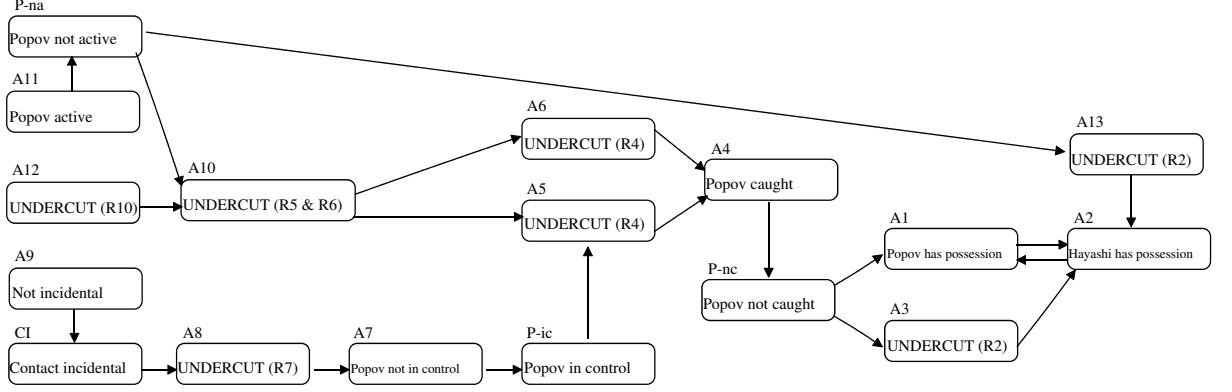 P-na
Popov not active
A11
Popov active
A6
UNDERCUT (R4)
A13
UNDERCUT (R2)
A12
UNDERCUT (R10)
A10
UNDERCUT (R5 & R6)
A4
Popov caught
A5
UNDERCUT (R4)
A1
Popov has possession
A2
Hayashi has possession
A9
Not incidental
P-nc
Popov not caught
A3
UNDERCUT (R2)
CI
Contact incidental
A8
UNDERCUT (R7)
A7
Popov not in control
P-ic
Popov in control